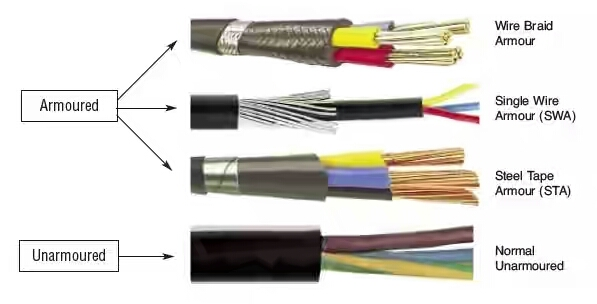 Wire Braid
Armour
Armoured
Single Wire
Armour (SWA)
Steel Tape
Armour (STA)
Unarmoured
Normal
Unarmoured